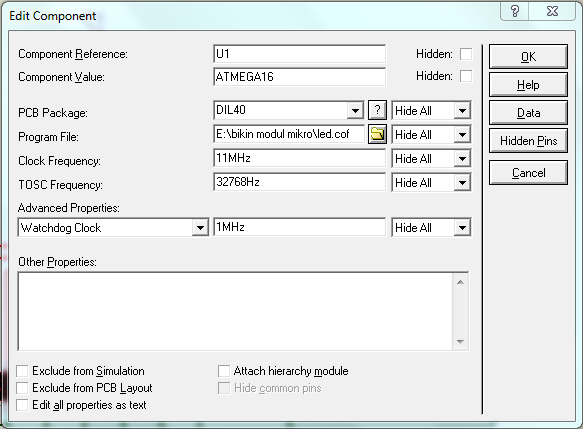 Edit Component
Component Reference: U1 Hidden:
Component Value: ATMEGA16 Hidden:
PCB Package: DIL40 ? Hide All
Program File: E:\bikin modul mikro\led.cof Hide All
Clock Frequency: 11MHz Hide All
TOSC Frequency: 32768Hz Hide All
Advanced Properties:
Watchdog Clock 1MHz Hide All
Other Properties:
Exclude from Simulation Attach hierarchy module
Exclude from PCB Layout Hide common pins
Edit all properties as text
OK
Help
Data
Hidden Pins
Cancel